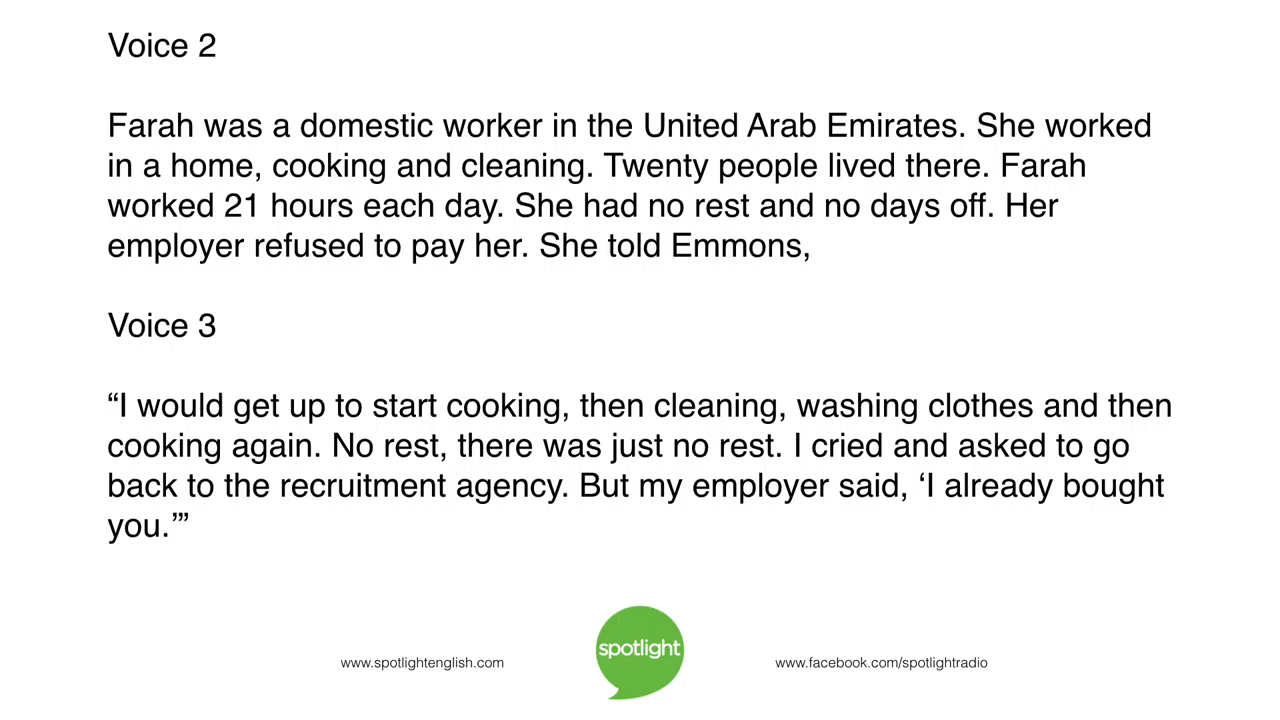 Voice 2
Farah was a domestic worker in the United Arab Emirates. She worked
in a home, cooking and cleaning. Twenty people lived there. Farah
worked 21 hours each day. She had no rest and no days off. Her
employer refused to pay her. She told Emmons,
Voice 3
“I would get up to start cooking, then cleaning, washing clothes and then
cooking again. No rest, there was just no rest. I cried and asked to go
back to the recruitment agency. But my employer said, ‘I already bought
you.’”
www.spotlightenglish.com
spotlight
www.facebook.com/spotlightradio